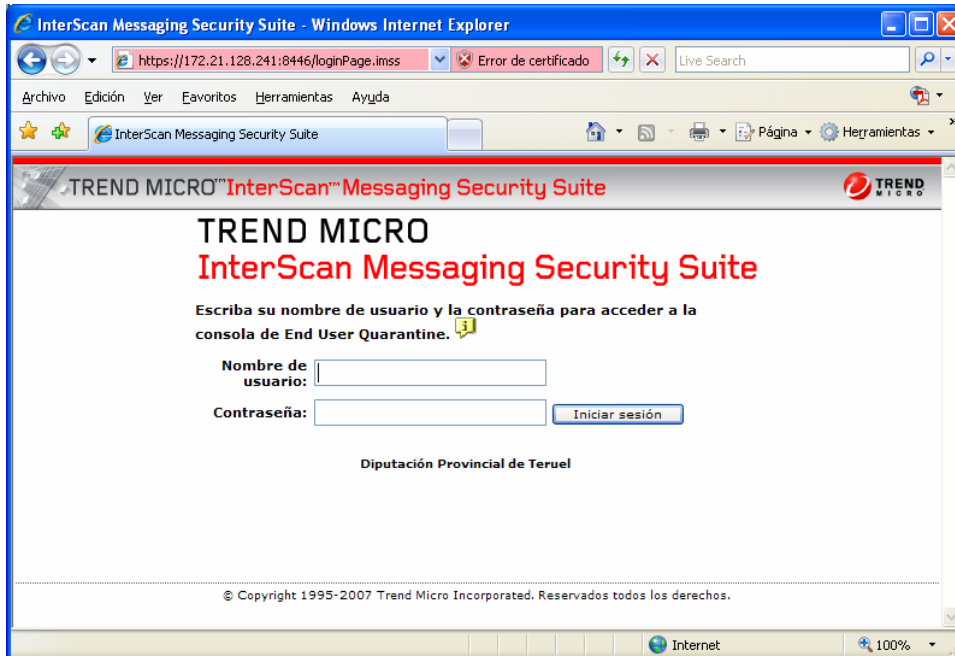 InterScan Messaging Security Suite - Windows Internet Explorer
https://172.21.128.241:8446/loginPage.imss Error de certificado Live Search
Archivo Edición Ver Favoritos Herramientas Ayuda
InterScan Messaging Security Suite Página Herramientas
TREND MICRO™ InterScan™ Messaging Security Suite TREND MICRO
TREND MICRO
InterScan Messaging Security Suite
Escriba su nombre de usuario y la contraseña para acceder a la
consola de End User Quarantine.
Nombre de
usuario:
Contraseña: Iniciar sesión
Diputación Provincial de Teruel
© Copyright 1995-2007 Trend Micro Incorporated. Reservados todos los derechos.
Internet 100%